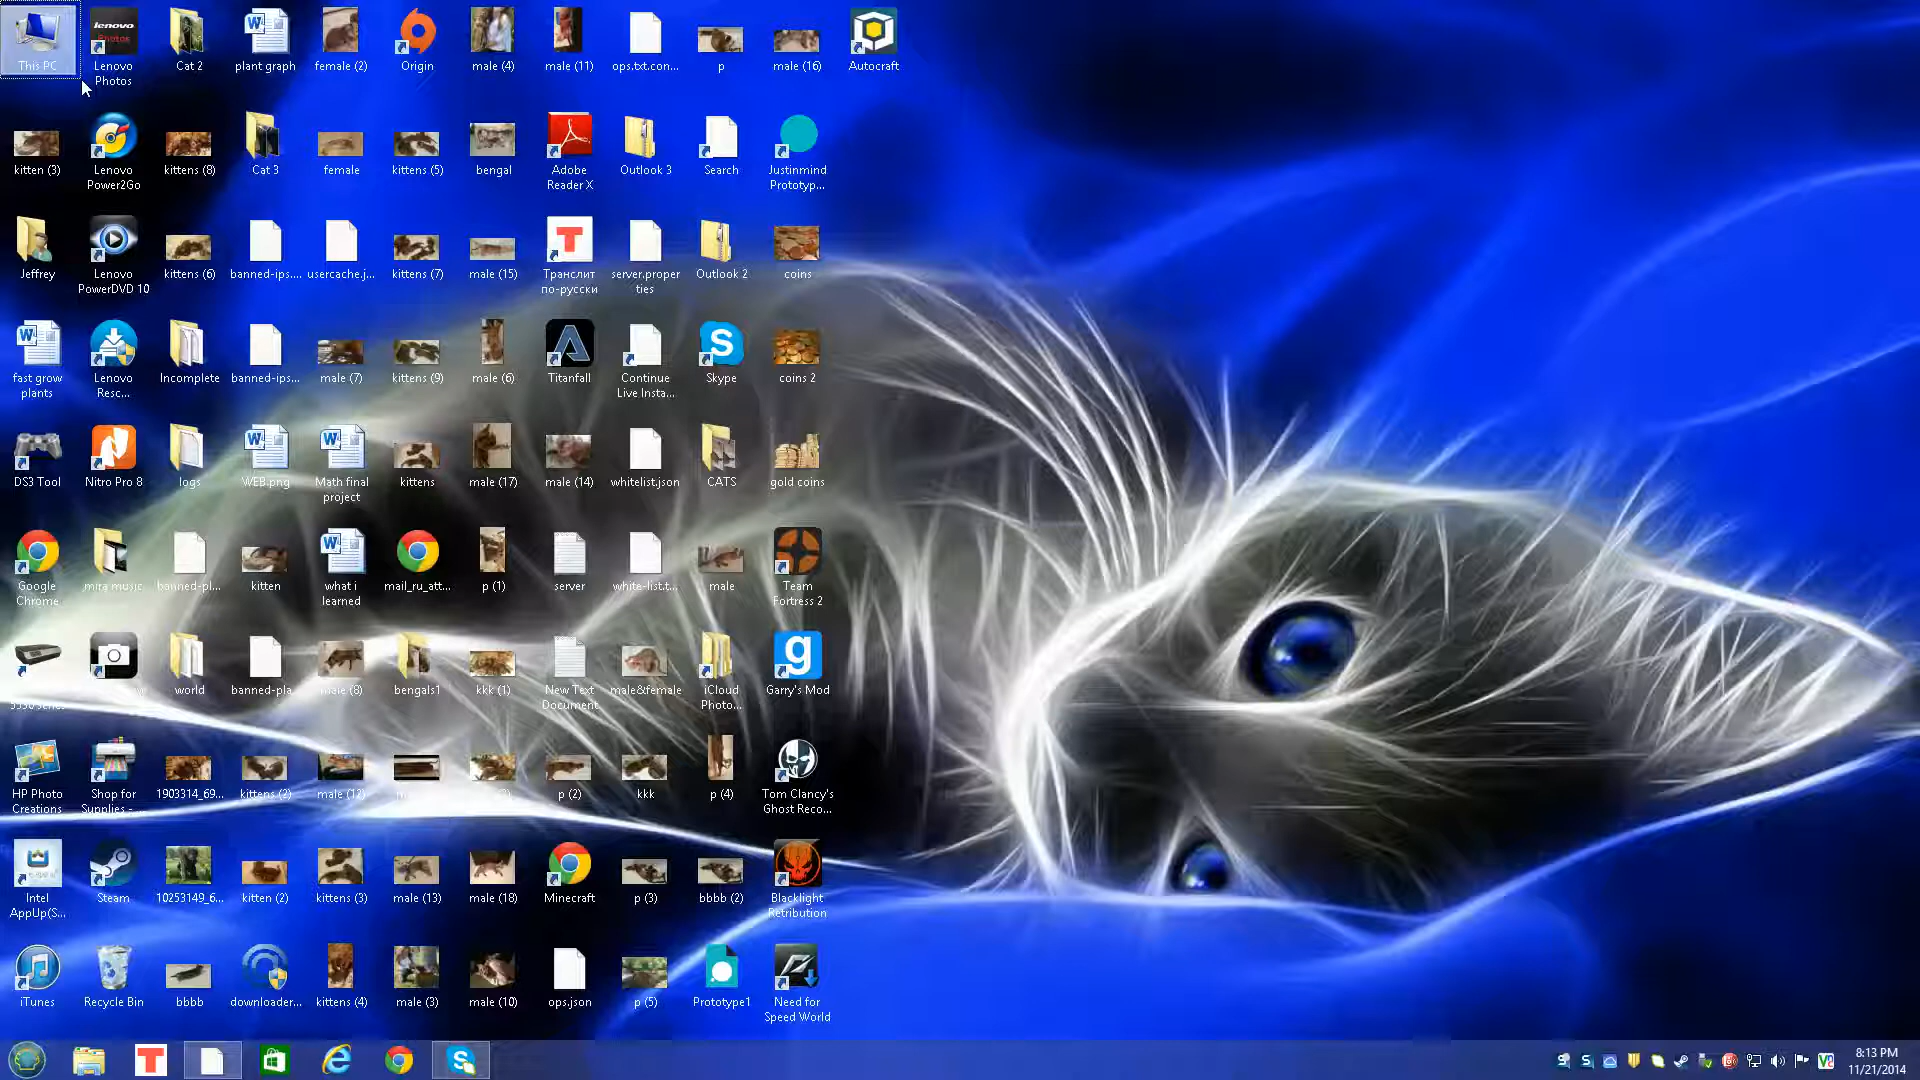 This PC
Lenovo
Photos
Cat 2
plant graph
female (2)
Origin
male (4)
male (11)
ops.txt.con...
p
male (16)
Autocraft
kitten (3)
Lenovo
Power2Go
kittens (8)
Cat 3
female
kittens (5)
bengal
Adobe
Reader X
Outlook 3
Search
Justinmind
Prototyp...
Jeffrey
Lenovo
PowerDVD 10
kittens (6)
banned-ips....
usercache.j...
kittens (7)
male (15)
Транслит
по-русски
server.proper
ties
Outlook 2
coins
fast grow
plants
Lenovo
Resc...
Incomplete
banned-ips...
male (7)
kittens (9)
male (6)
Titanfall
Continue
Live Insta...
Skype
coins 2
DS3 Tool
Nitro Pro 8
logs
WEB.png
Math final
project
kittens
male (17)
male (14)
whitelist.json
CATS
gold coins
Google
Chrome
mira music
banned-pl...
kitten
what i
learned
mail_ru_att...
p (1)
server
white-list.t...
male
Team
Fortress 2
world
banned-pla...
male (8)
bengals1
kkk (1)
New Text
Document
male&female
iCloud
Photo...
Garry's Mod
HP Photo
Creations
Shop for
Supplies -...
1903314_69...
kittens (2)
male (12)
p (2)
kkk
p (4)
Tom Clancy's
Ghost Reco...
Intel
AppUp(S...
Steam
10253149_6...
kitten (2)
kittens (3)
male (13)
male (18)
Minecraft
p (3)
bbbb (2)
Blacklight
Retribution
iTunes
Recycle Bin
bbbb
downloader...
kittens (4)
male (3)
male (10)
ops.json
p (5)
Prototype1
Need for
Speed World
8:13 PM
11/21/2014